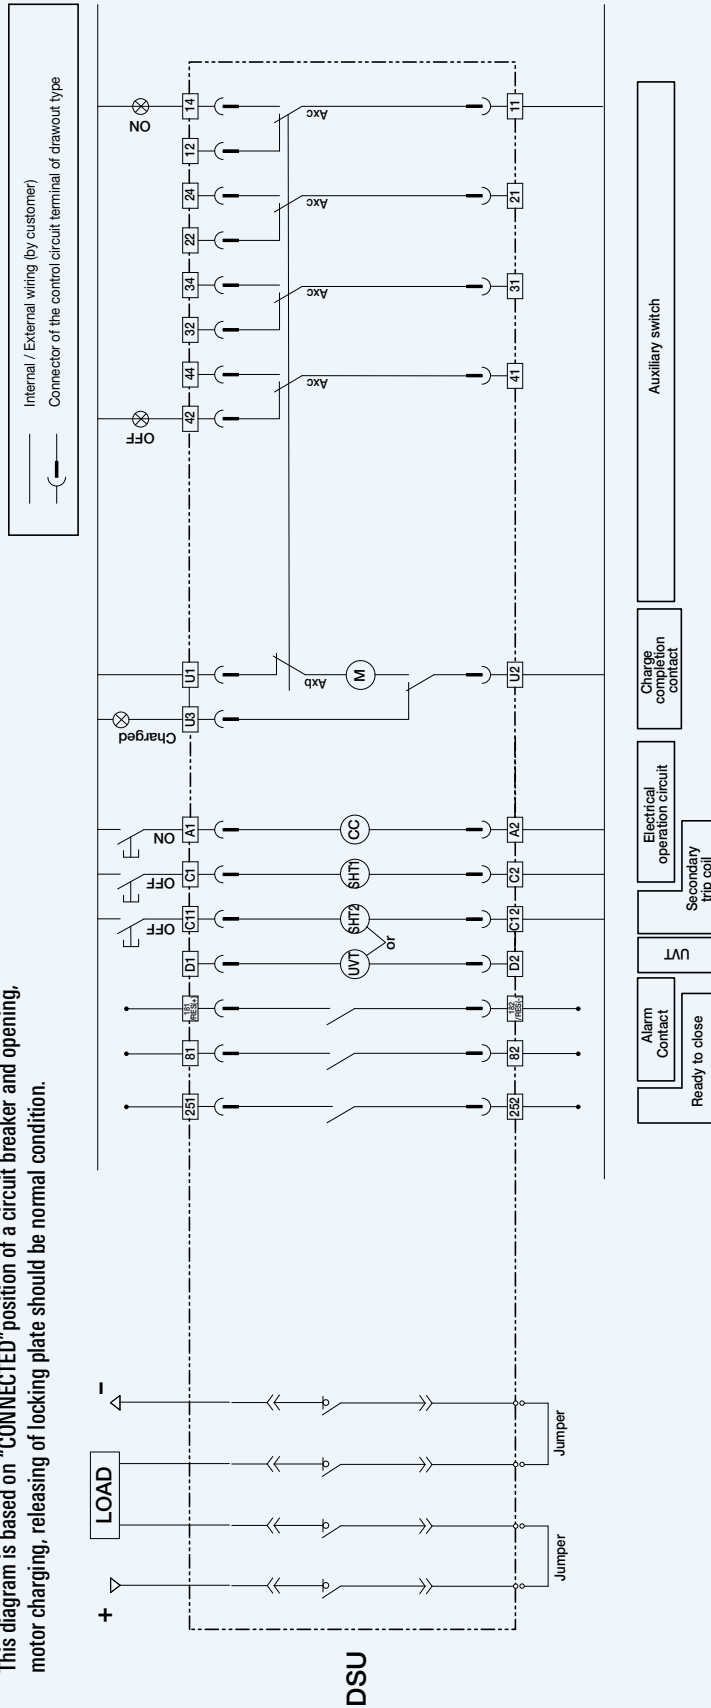 This diagram is based on "CONNECTED"position of a circuit breaker and opening,
motor charging, releasing of locking plate should be normal condition.
Internal / External wiring (by customer)
Connector of the control circuit terminal of drawout type
DSU
+
LOAD
−
Charged
OFF
ON
OFF
OFF
ON
251
81
181
/RES(+)
D1
C11
C1
A1
U3
U1
42
44
32
34
22
24
12
14
UVT
or
SHT2
SHT1
CC
M
Axb
Axc
Axc
Axc
Axc
252
82
182
/RES(-)
D2
C12
C2
A2
U2
41
31
21
11
Jumper
Jumper
Ready to close
Alarm
Contact
UVT
Secondary
trip coil
Electrical
operation circuit
Charge
completion
contact
Auxiliary switch